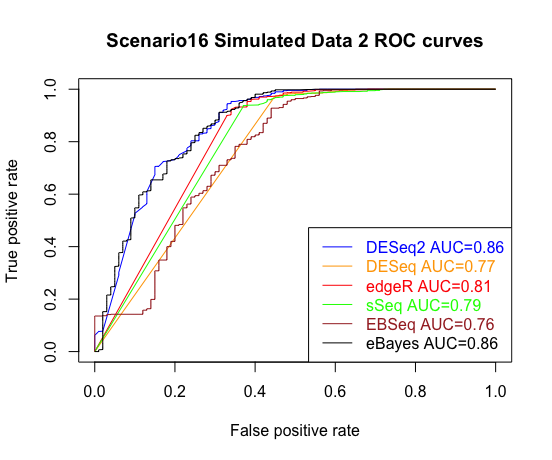 Scenario16 Simulated Data 2 ROC curves
True positive rate
1.0
0.8
0.6
0.4
0.2
0.0
DESeq2 AUC=0.86
DESeq AUC=0.77
edgeR AUC=0.81
sSeq AUC=0.79
EBSeq AUC=0.76
eBayes AUC=0.86
0.0 0.2 0.4 0.6 0.8 1.0
False positive rate